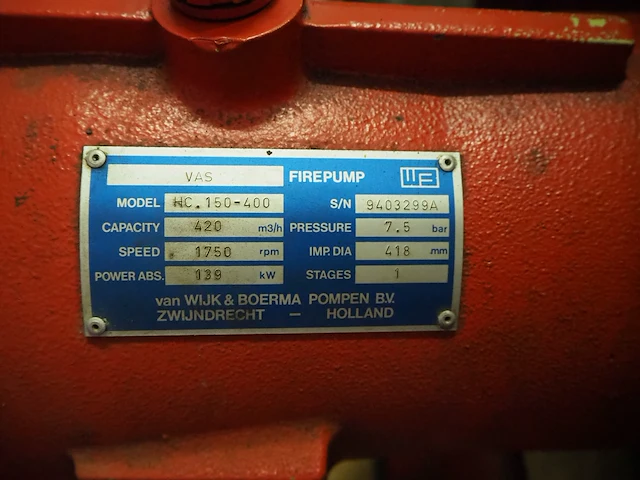 VAS FIREPUMP WB
MODEL HC.150-400 S/N 9403299A
CAPACITY 420 m3/h PRESSURE 7.5 bar
SPEED 1750 rpm IMP.DIA 418 mm
POWER ABS. 139 kW STAGES 1
van WIJK & BOERMA POMPEN B.V.
ZWIJNDRECHT — HOLLAND